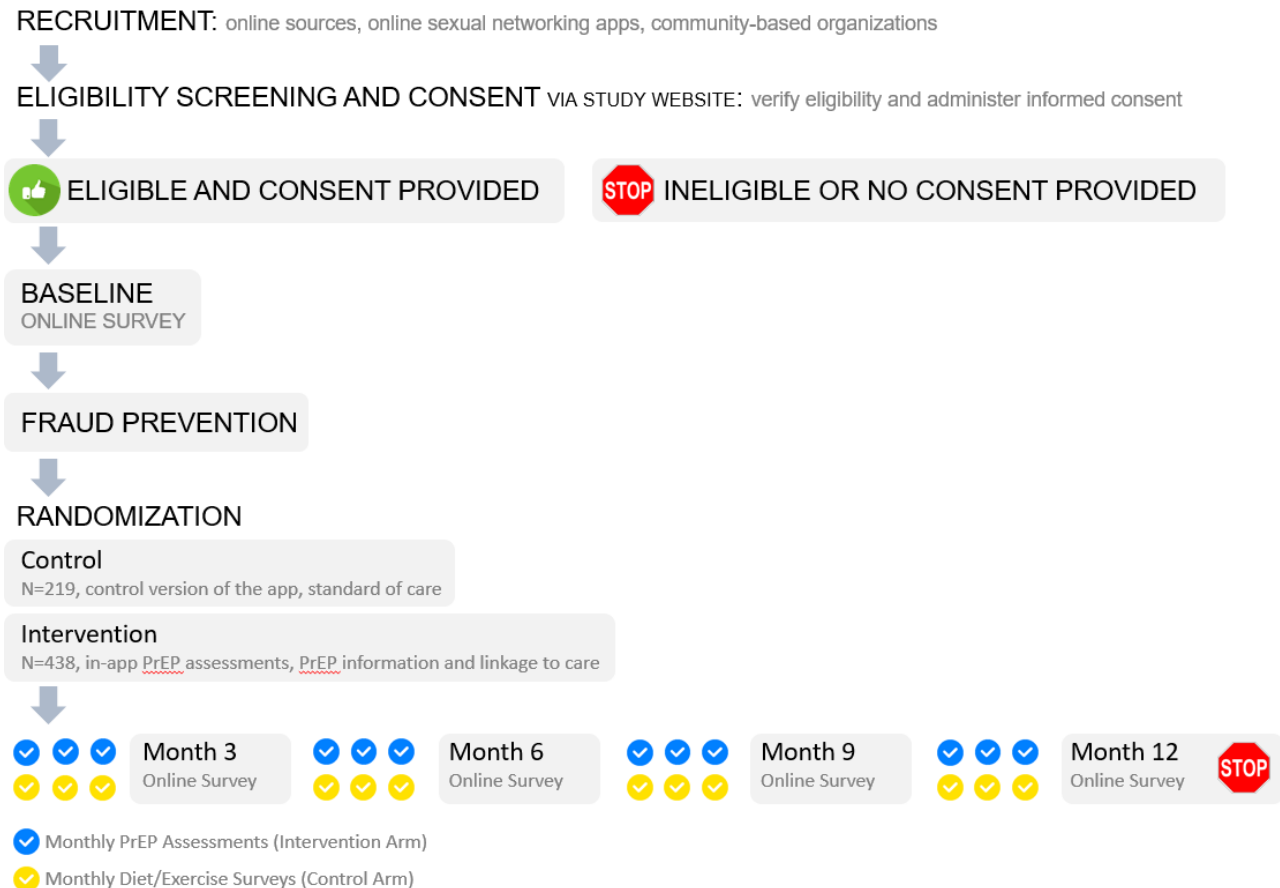 RECRUITMENT: online sources, online sexual networking apps, community-based organizations
ELIGIBILITY SCREENING AND CONSENT VIA STUDY WEBSITE: verify eligibility and administer informed consent
ELIGIBLE AND CONSENT PROVIDED
STOP INELIGIBLE OR NO CONSENT PROVIDED
BASELINE
ONLINE SURVEY
FRAUD PREVENTION
RANDOMIZATION
Control
N=219, control version of the app, standard of care
Intervention
N=438, in-app PrEP assessments, PrEP information and linkage to care
Month 3
Online Survey
Month 6
Online Survey
Month 9
Online Survey
Month 12
Online Survey
STOP
Monthly PrEP Assessments (Intervention Arm)
Monthly Diet/Exercise Surveys (Control Arm)